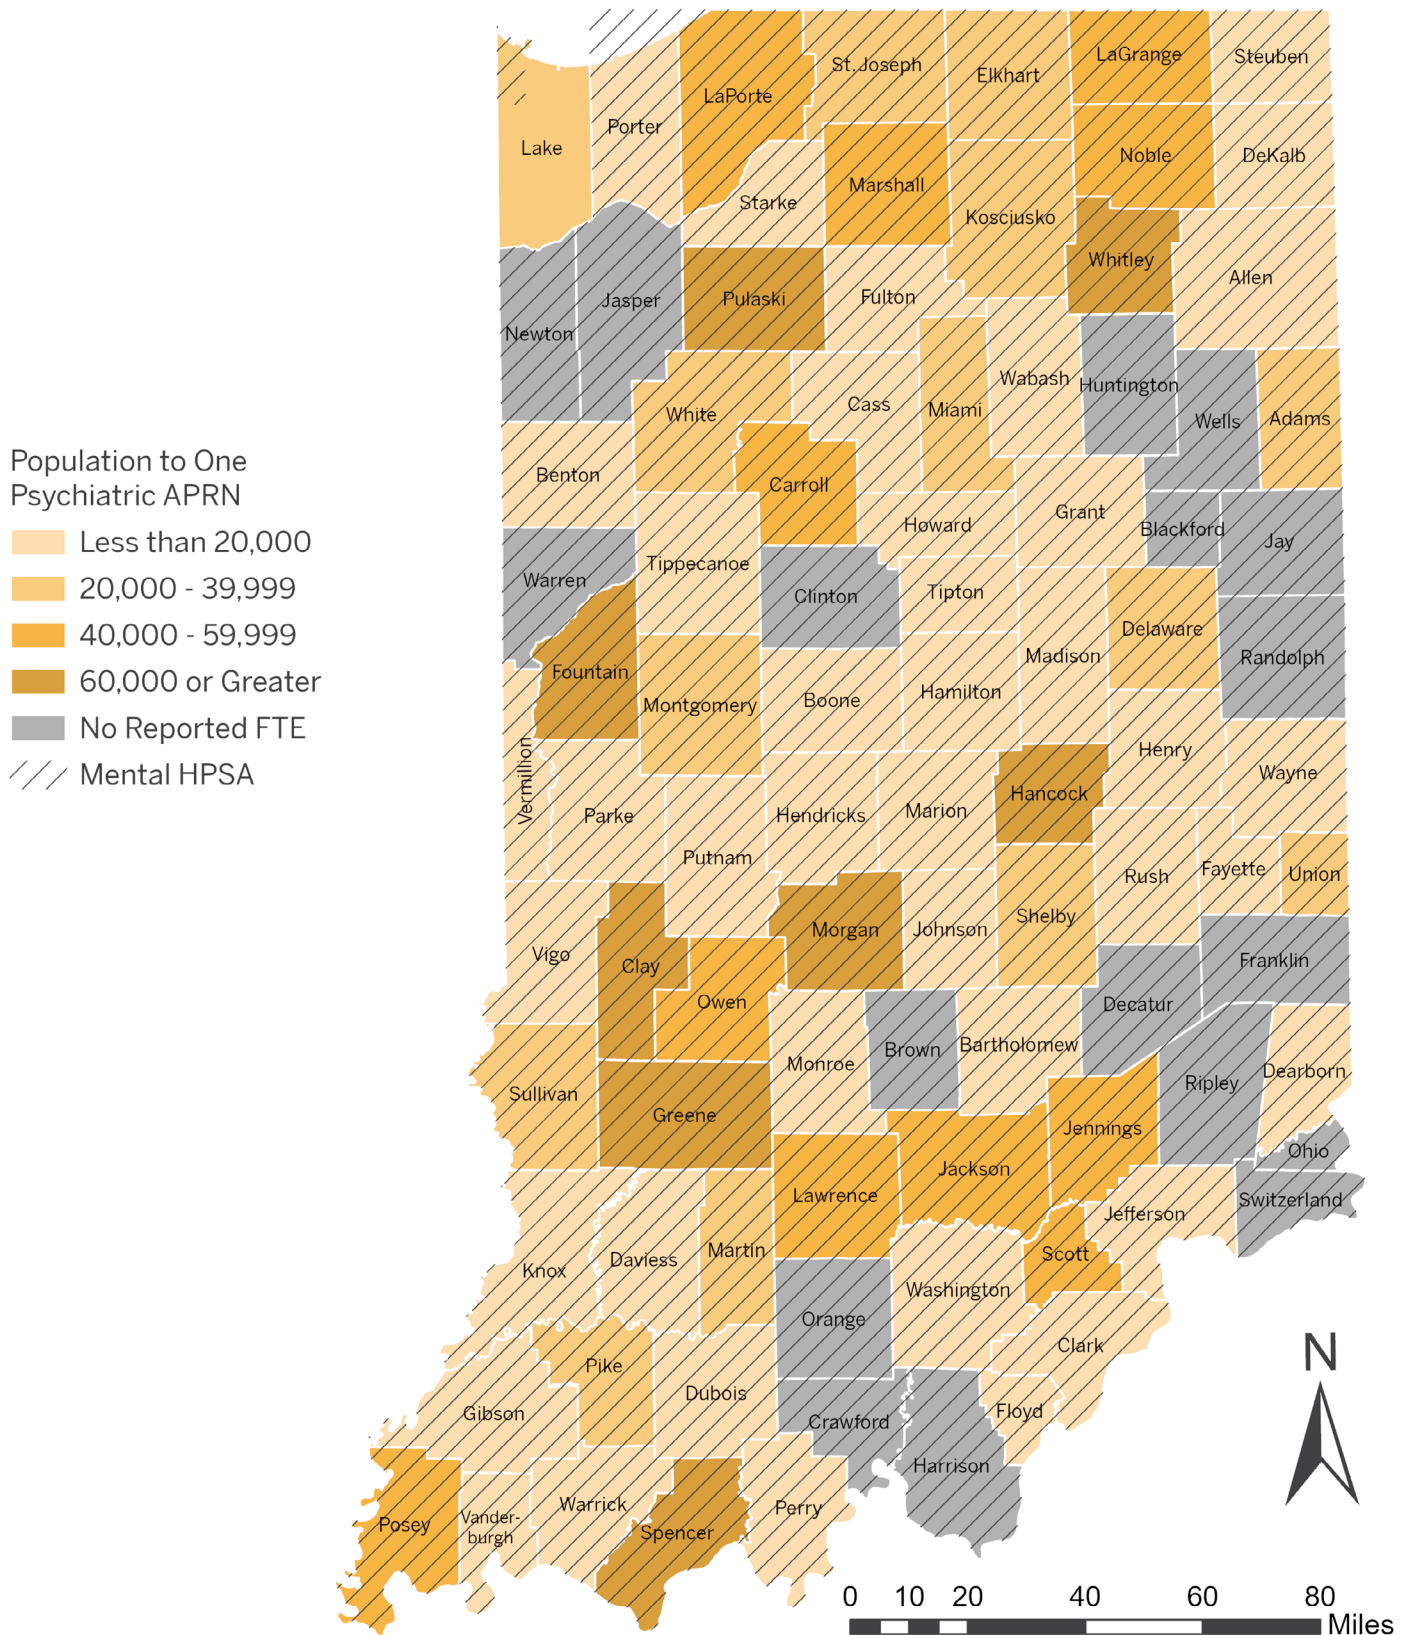 LaGrange
Steuben
St. Joseph
Elkhart
LaPorte
Porter
Lake
Noble
DeKalb
Marshall
Starke
Kosciusko
Whitley
Allen
Jasper
Pulaski
Fulton
Newton
Wabash
Huntington
White
Cass
Miami
Wells
Adams
Population to One
Psychiatric APRN
Less than 20,000
20,000 - 39,999
40,000 - 59,999
60,000 or Greater
No Reported FTE
Mental HPSA
Benton
Carroll
Howard
Grant
Blackford
Jay
Tippecanoe
Warren
Clinton
Tipton
Delaware
Madison
Randolph
Fountain
Montgomery
Boone
Hamilton
Henry
Vermillion
Wayne
Parke
Hendricks
Marion
Hancock
Putnam
Rush
Fayette
Union
Shelby
Morgan
Johnson
Vigo
Clay
Owen
Franklin
Decatur
Monroe
Brown
Bartholomew
Ripley
Dearborn
Sullivan
Greene
Jennings
Jackson
Ohio
Lawrence
Switzerland
Jefferson
Knox
Daviess
Martin
Scott
Washington
Orange
Clark
Pike
Dubois
Gibson
Crawford
Floyd
Harrison
Posey
Vander-
burgh
Warrick
Spencer
Perry
N
0 10 20 40 60 80
Miles